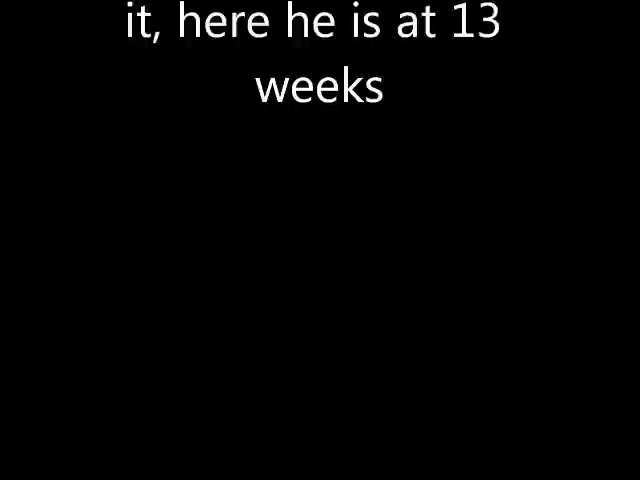 it, here he is at 13
weeks